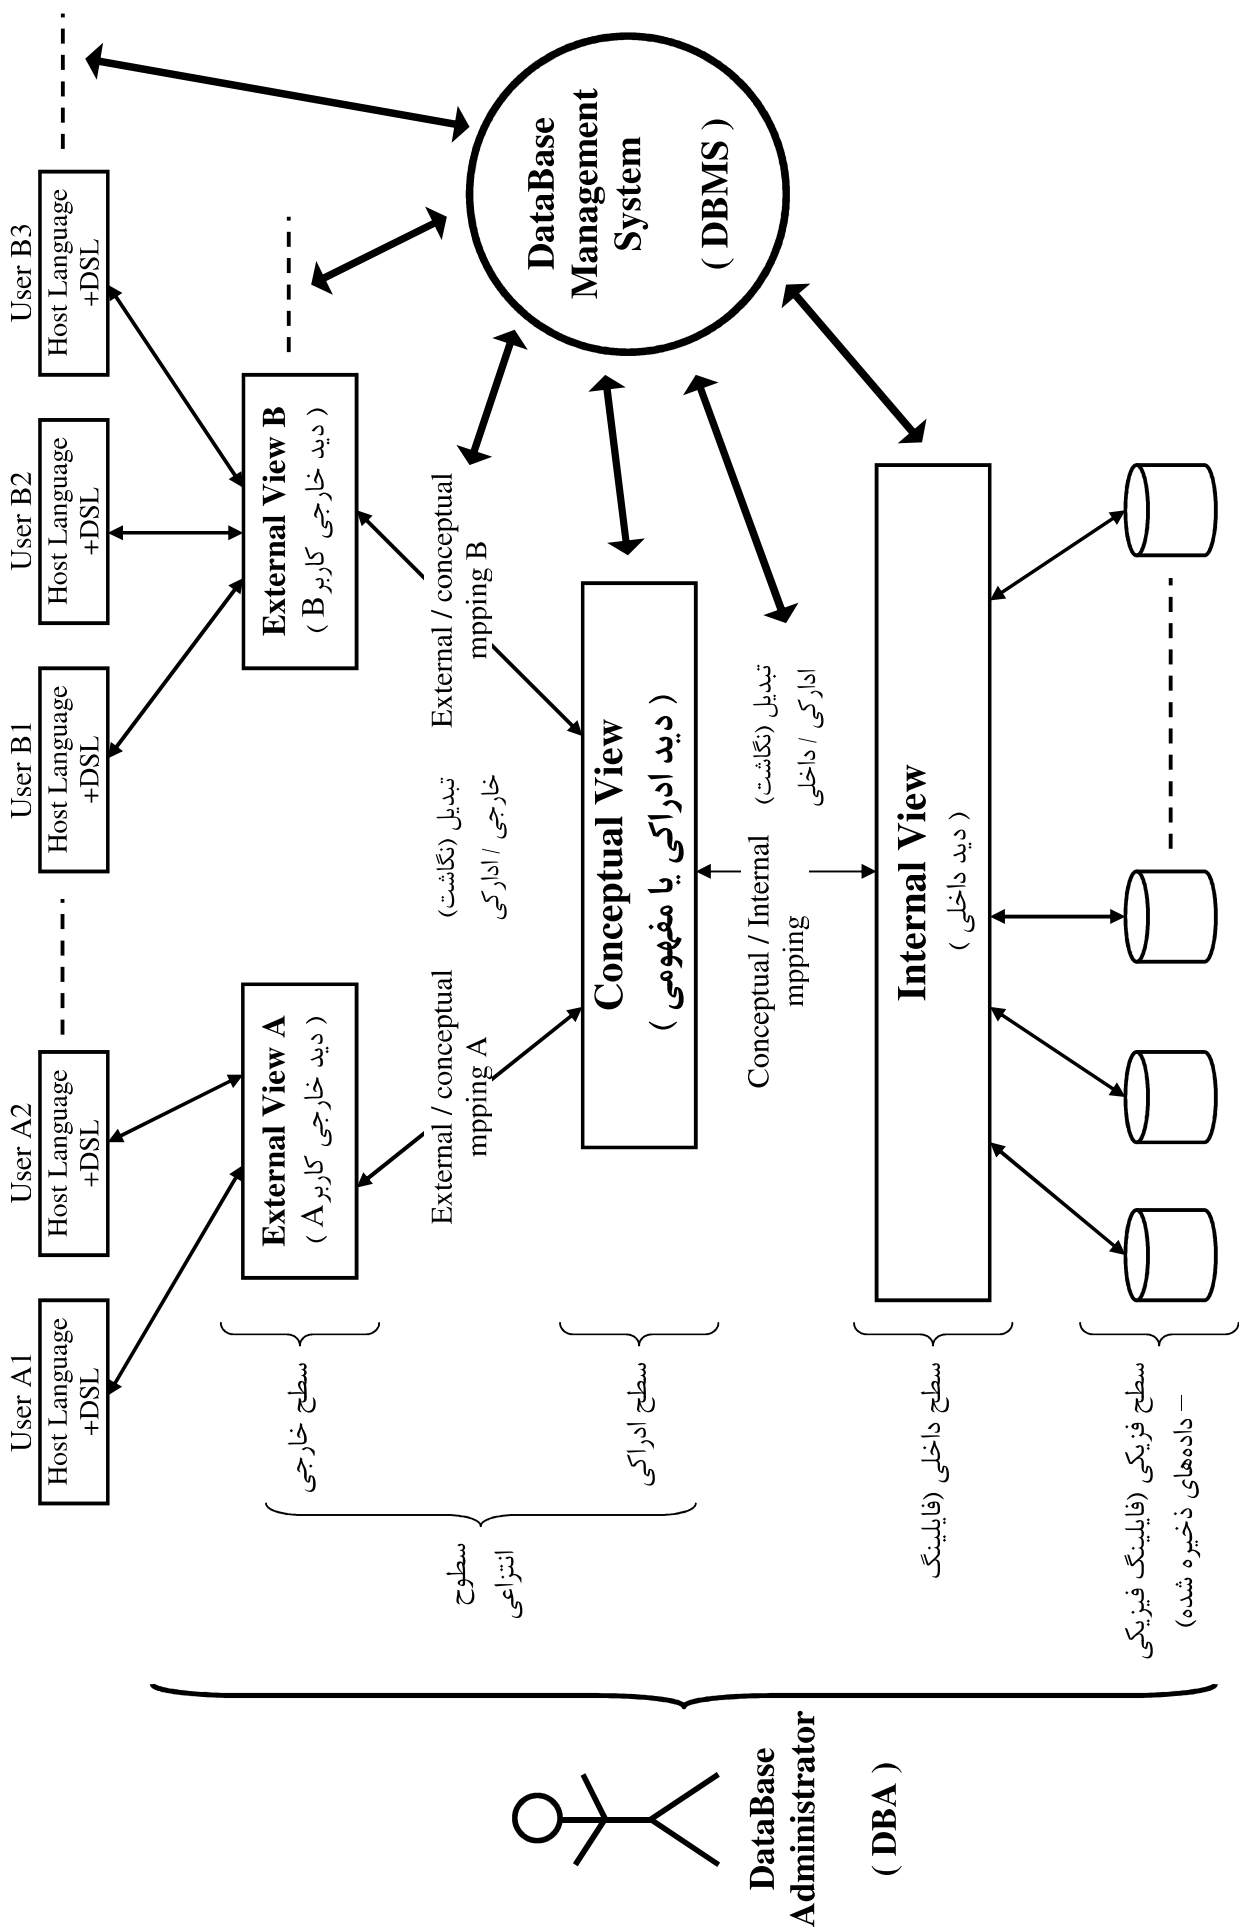 User A1
Host Language
+DSL
User A2
Host Language
+DSL
User B1
Host Language
+DSL
User B2
Host Language
+DSL
User B3
Host Language
+DSL
سطح خارجی
External View A
( دید خارجی کاربر A )
External View B
( دید خارجی کاربر B )
سطوح
انتزاعی
External / conceptual
mpping A
تبدیل (نگاشت)
خارجی / ادارکی
External / conceptual
mpping B
DataBase
Management
System
( DBMS )
سطح ادراکی
Conceptual View
( دید ادراکی یا مفهومی )
Conceptual / Internal
mpping
تبدیل (نگاشت)
ادارکی / داخلی
DataBase
Administrator
( DBA )
سطح داخلی (فایلینگ
Internal View
( دید داخلی )
سطح فزیکی (فایلینگ فیزیکی
– داده‌های ذخیره شده)